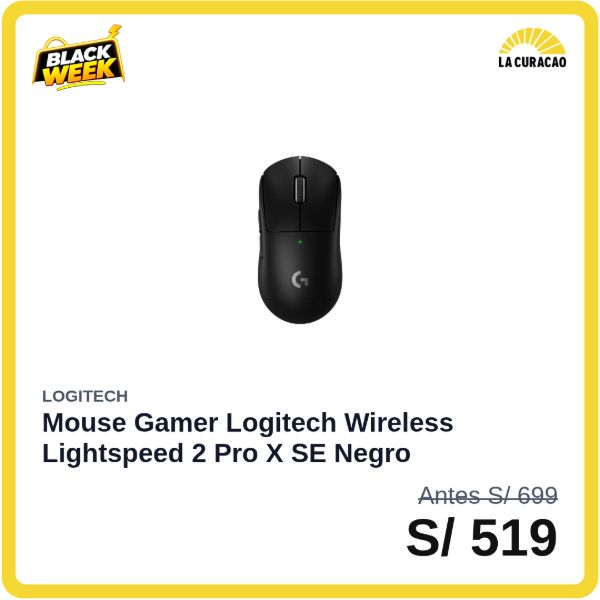 BLACK
WEEK
LA CURACAO
LOGITECH
Mouse Gamer Logitech Wireless
Lightspeed 2 Pro X SE Negro
Antes S/ 699
S/ 519